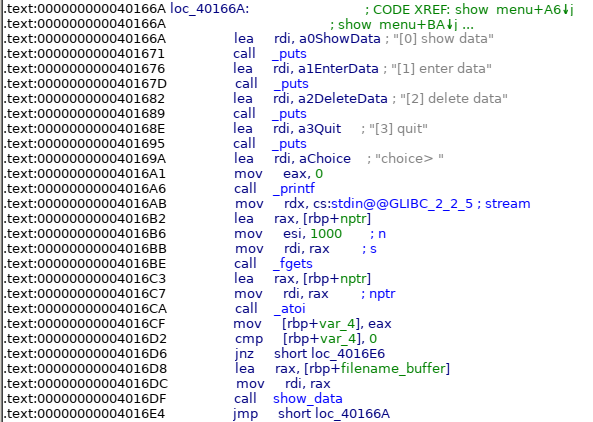 .text:000000000040166A loc_40166A: ; CODE XREF: show_menu+A6↓j
.text:000000000040166A ; show_menu+BA↓j ...
.text:000000000040166A lea rdi, a0ShowData ; "[0] show data"
.text:0000000000401671 call _puts
.text:0000000000401676 lea rdi, a1EnterData ; "[1] enter data"
.text:000000000040167D call _puts
.text:0000000000401682 lea rdi, a2DeleteData ; "[2] delete data"
.text:0000000000401689 call _puts
.text:000000000040168E lea rdi, a3Quit ; "[3] quit"
.text:0000000000401695 call _puts
.text:000000000040169A lea rdi, aChoice ; "choice> "
.text:00000000004016A1 mov eax, 0
.text:00000000004016A6 call _printf
.text:00000000004016AB mov rdx, cs:stdin@@GLIBC_2_2_5 ; stream
.text:00000000004016B2 lea rax, [rbp+nptr]
.text:00000000004016B6 mov esi, 1000 ; n
.text:00000000004016BB mov rdi, rax ; s
.text:00000000004016BE call _fgets
.text:00000000004016C3 lea rax, [rbp+nptr]
.text:00000000004016C7 mov rdi, rax ; nptr
.text:00000000004016CA call _atoi
.text:00000000004016CF mov [rbp+var_4], eax
.text:00000000004016D2 cmp [rbp+var_4], 0
.text:00000000004016D6 jnz short loc_4016E6
.text:00000000004016D8 lea rax, [rbp+filename_buffer]
.text:00000000004016DC mov rdi, rax
.text:00000000004016DF call show_data
.text:00000000004016E4 jmp short loc_40166A